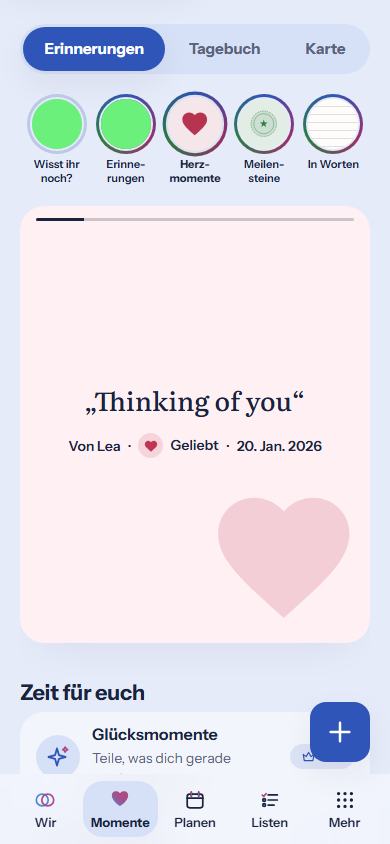 Erinnerungen Tagebuch Karte
Wisst ihr noch? Erinne-rungen Herz-momente Meilen-steine In Worten
„Thinking of you“
Von Lea · Geliebt · 20. Jan. 2026
Zeit für euch
Glücksmomente
Teile, was dich gerade
Wir Momente Planen Listen Mehr